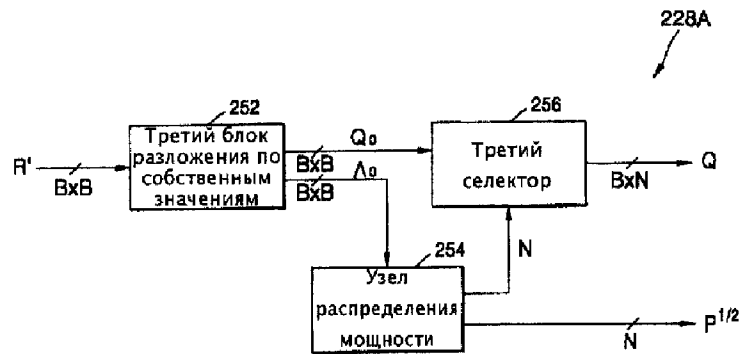 228A
252
256
Третий блок
разложения по
собственным
значениям
R'
BxB
Q₀
BxB
Λ₀
BxB
Третий
селектор
Q
BxN
N
254
Узел
распределения
мощности
P^1/2
N